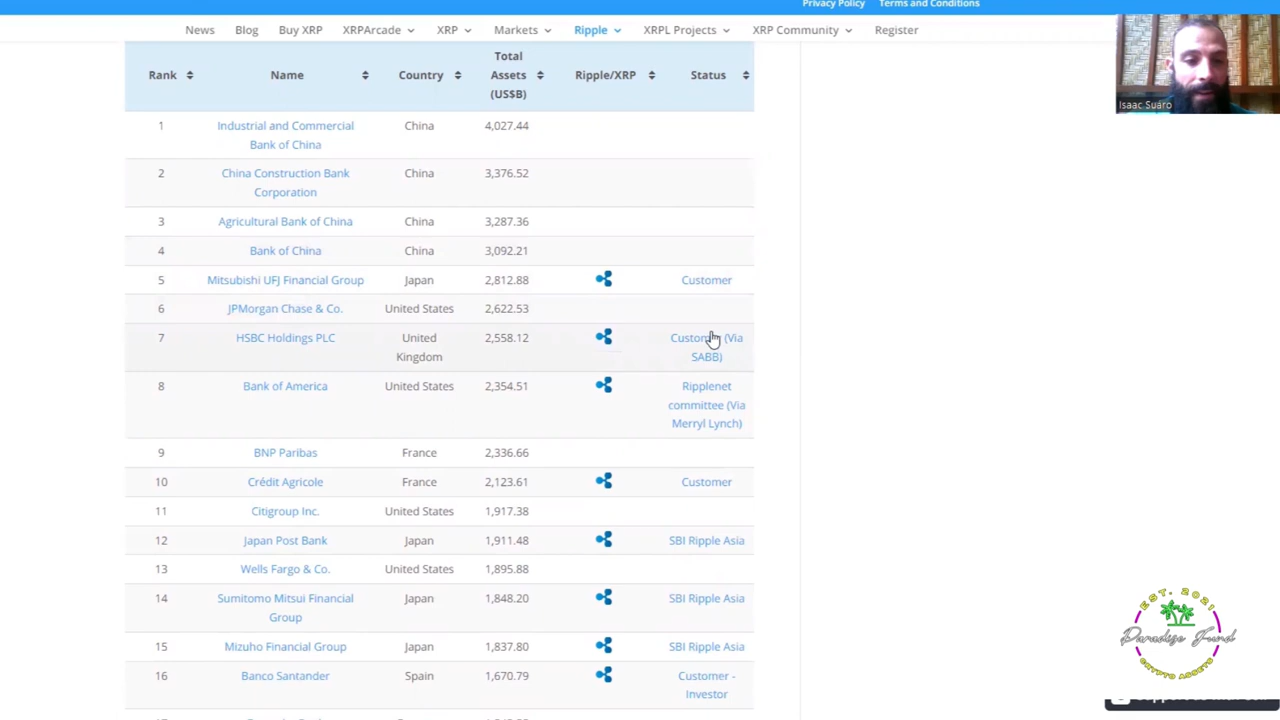 Privacy Policy Terms and Conditions
News Blog Buy XRP XRPArcade XRP Markets Ripple XRPL Projects XRP Community Register
Isaac Suaro
Rank Name Country Total Assets (US$B) Ripple/XRP Status
1 Industrial and Commercial Bank of China China 4,027.44
2 China Construction Bank Corporation China 3,376.52
3 Agricultural Bank of China China 3,287.36
4 Bank of China China 3,092.21
5 Mitsubishi UFJ Financial Group Japan 2,812.88 Customer
6 JPMorgan Chase & Co. United States 2,622.53
7 HSBC Holdings PLC United Kingdom 2,558.12 Customer (Via SABB)
8 Bank of America United States 2,354.51 Ripplenet committee (Via Merryl Lynch)
9 BNP Paribas France 2,336.66
10 Crédit Agricole France 2,123.61 Customer
11 Citigroup Inc. United States 1,917.38
12 Japan Post Bank Japan 1,911.48 SBI Ripple Asia
13 Wells Fargo & Co. United States 1,895.88
14 Sumitomo Mitsui Financial Group Japan 1,848.20 SBI Ripple Asia
15 Mizuho Financial Group Japan 1,837.80 SBI Ripple Asia
16 Banco Santander Spain 1,670.79 Customer - Investor
EST. 2021
Paradise Fund
CRYPTO ASSETS